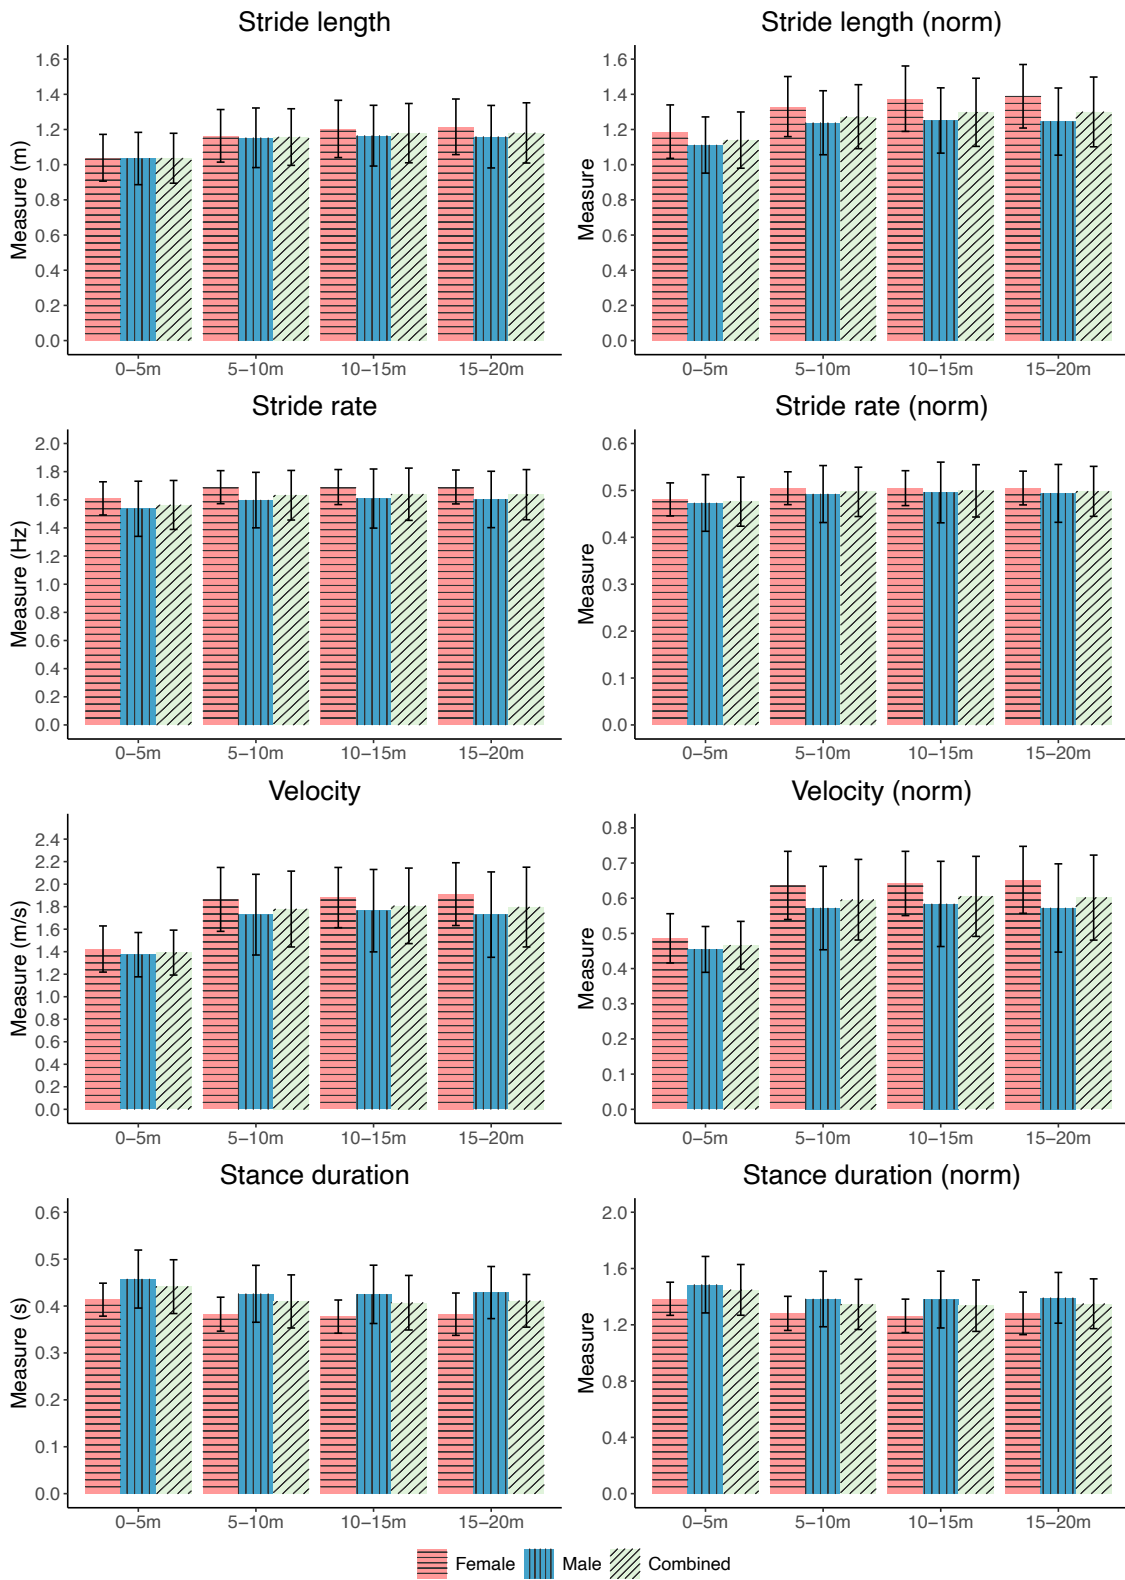 Stride length
Measure (m)
1.6
1.4
1.2
1.0
0.8
0.6
0.4
0.2
0.0
0−5m 5−10m 10−15m 15−20m
Stride length (norm)
Measure
1.6
1.4
1.2
1.0
0.8
0.6
0.4
0.2
0.0
0−5m 5−10m 10−15m 15−20m
Stride rate
Measure (Hz)
2.0
1.8
1.6
1.4
1.2
1.0
0.8
0.6
0.4
0.2
0.0
0−5m 5−10m 10−15m 15−20m
Stride rate (norm)
Measure
0.6
0.5
0.4
0.3
0.2
0.1
0.0
0−5m 5−10m 10−15m 15−20m
Velocity
Measure (m/s)
2.4
2.2
2.0
1.8
1.6
1.4
1.2
1.0
0.8
0.6
0.4
0.2
0.0
0−5m 5−10m 10−15m 15−20m
Velocity (norm)
Measure
0.8
0.7
0.6
0.5
0.4
0.3
0.2
0.1
0.0
0−5m 5−10m 10−15m 15−20m
Stance duration
Measure (s)
0.6
0.5
0.4
0.3
0.2
0.1
0.0
0−5m 5−10m 10−15m 15−20m
Stance duration (norm)
Measure
2.0
1.6
1.2
0.8
0.4
0.0
0−5m 5−10m 10−15m 15−20m
Female Male Combined